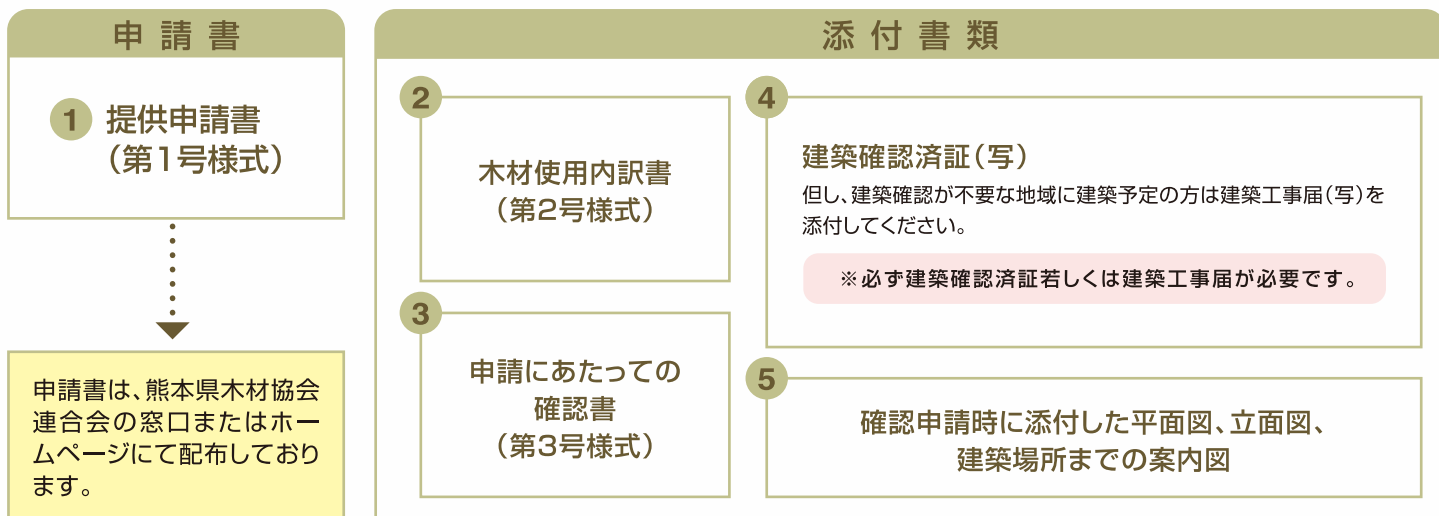 申請書
1 提供申請書
（第1号様式）
申請書は、熊本県木材協会
連合会の窓口またはホー
ムページにて配布しており
ます。
添付書類
2
木材使用内訳書
（第2号様式）
3
申請にあたっての
確認書
（第3号様式）
4
建築確認済証（写）
但し、建築確認が不要な地域に建築予定の方は建築工事届（写）を
添付してください。
※必ず建築確認済証若しくは建築工事届が必要です。
5
確認申請時に添付した平面図、立面図、
建築場所までの案内図